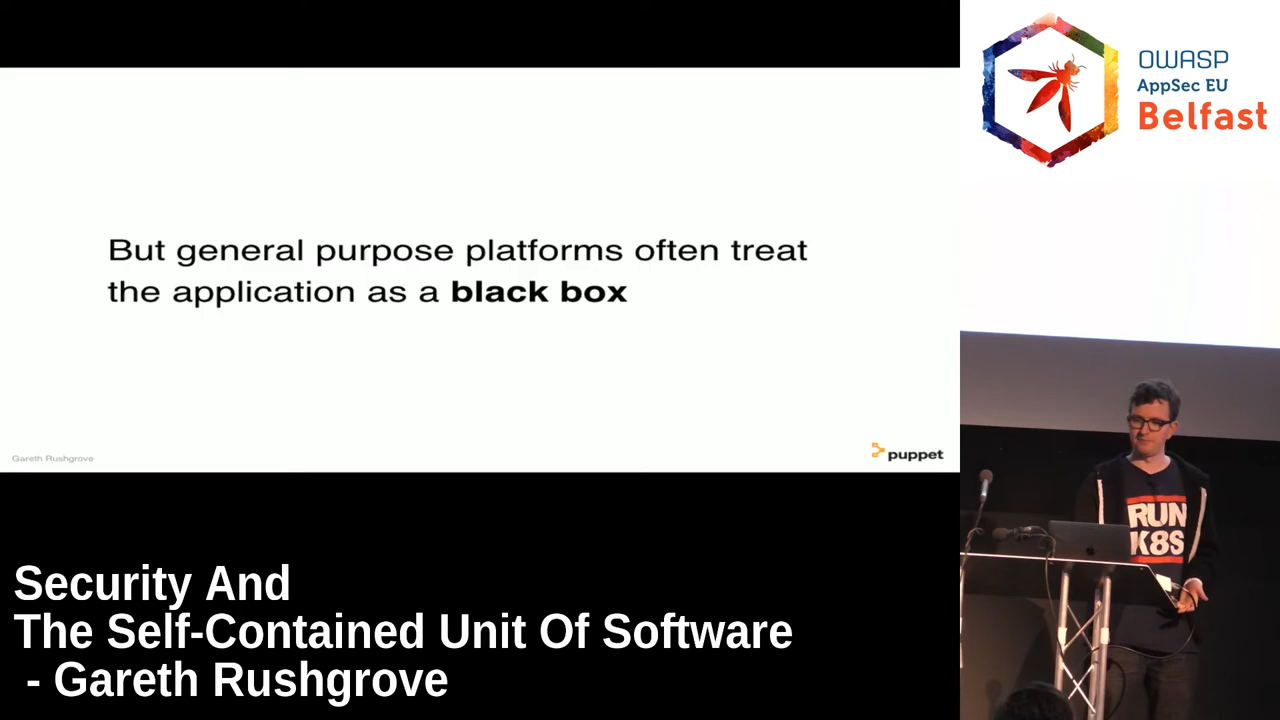 But general purpose platforms often treat
the application as a black box
Gareth Rushgrove
puppet
OWASP
AppSec EU
Belfast
RUN
K8S
Security And
The Self-Contained Unit Of Software
- Gareth Rushgrove